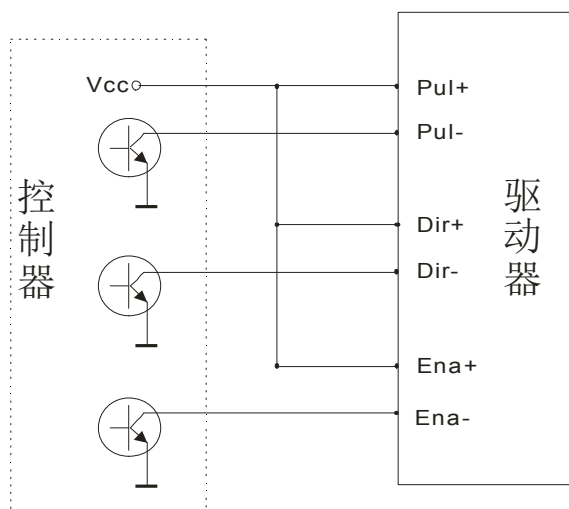 控制器
Vcc
Pul+
Pul-
Dir+
Dir-
Ena+
Ena-
驱动器